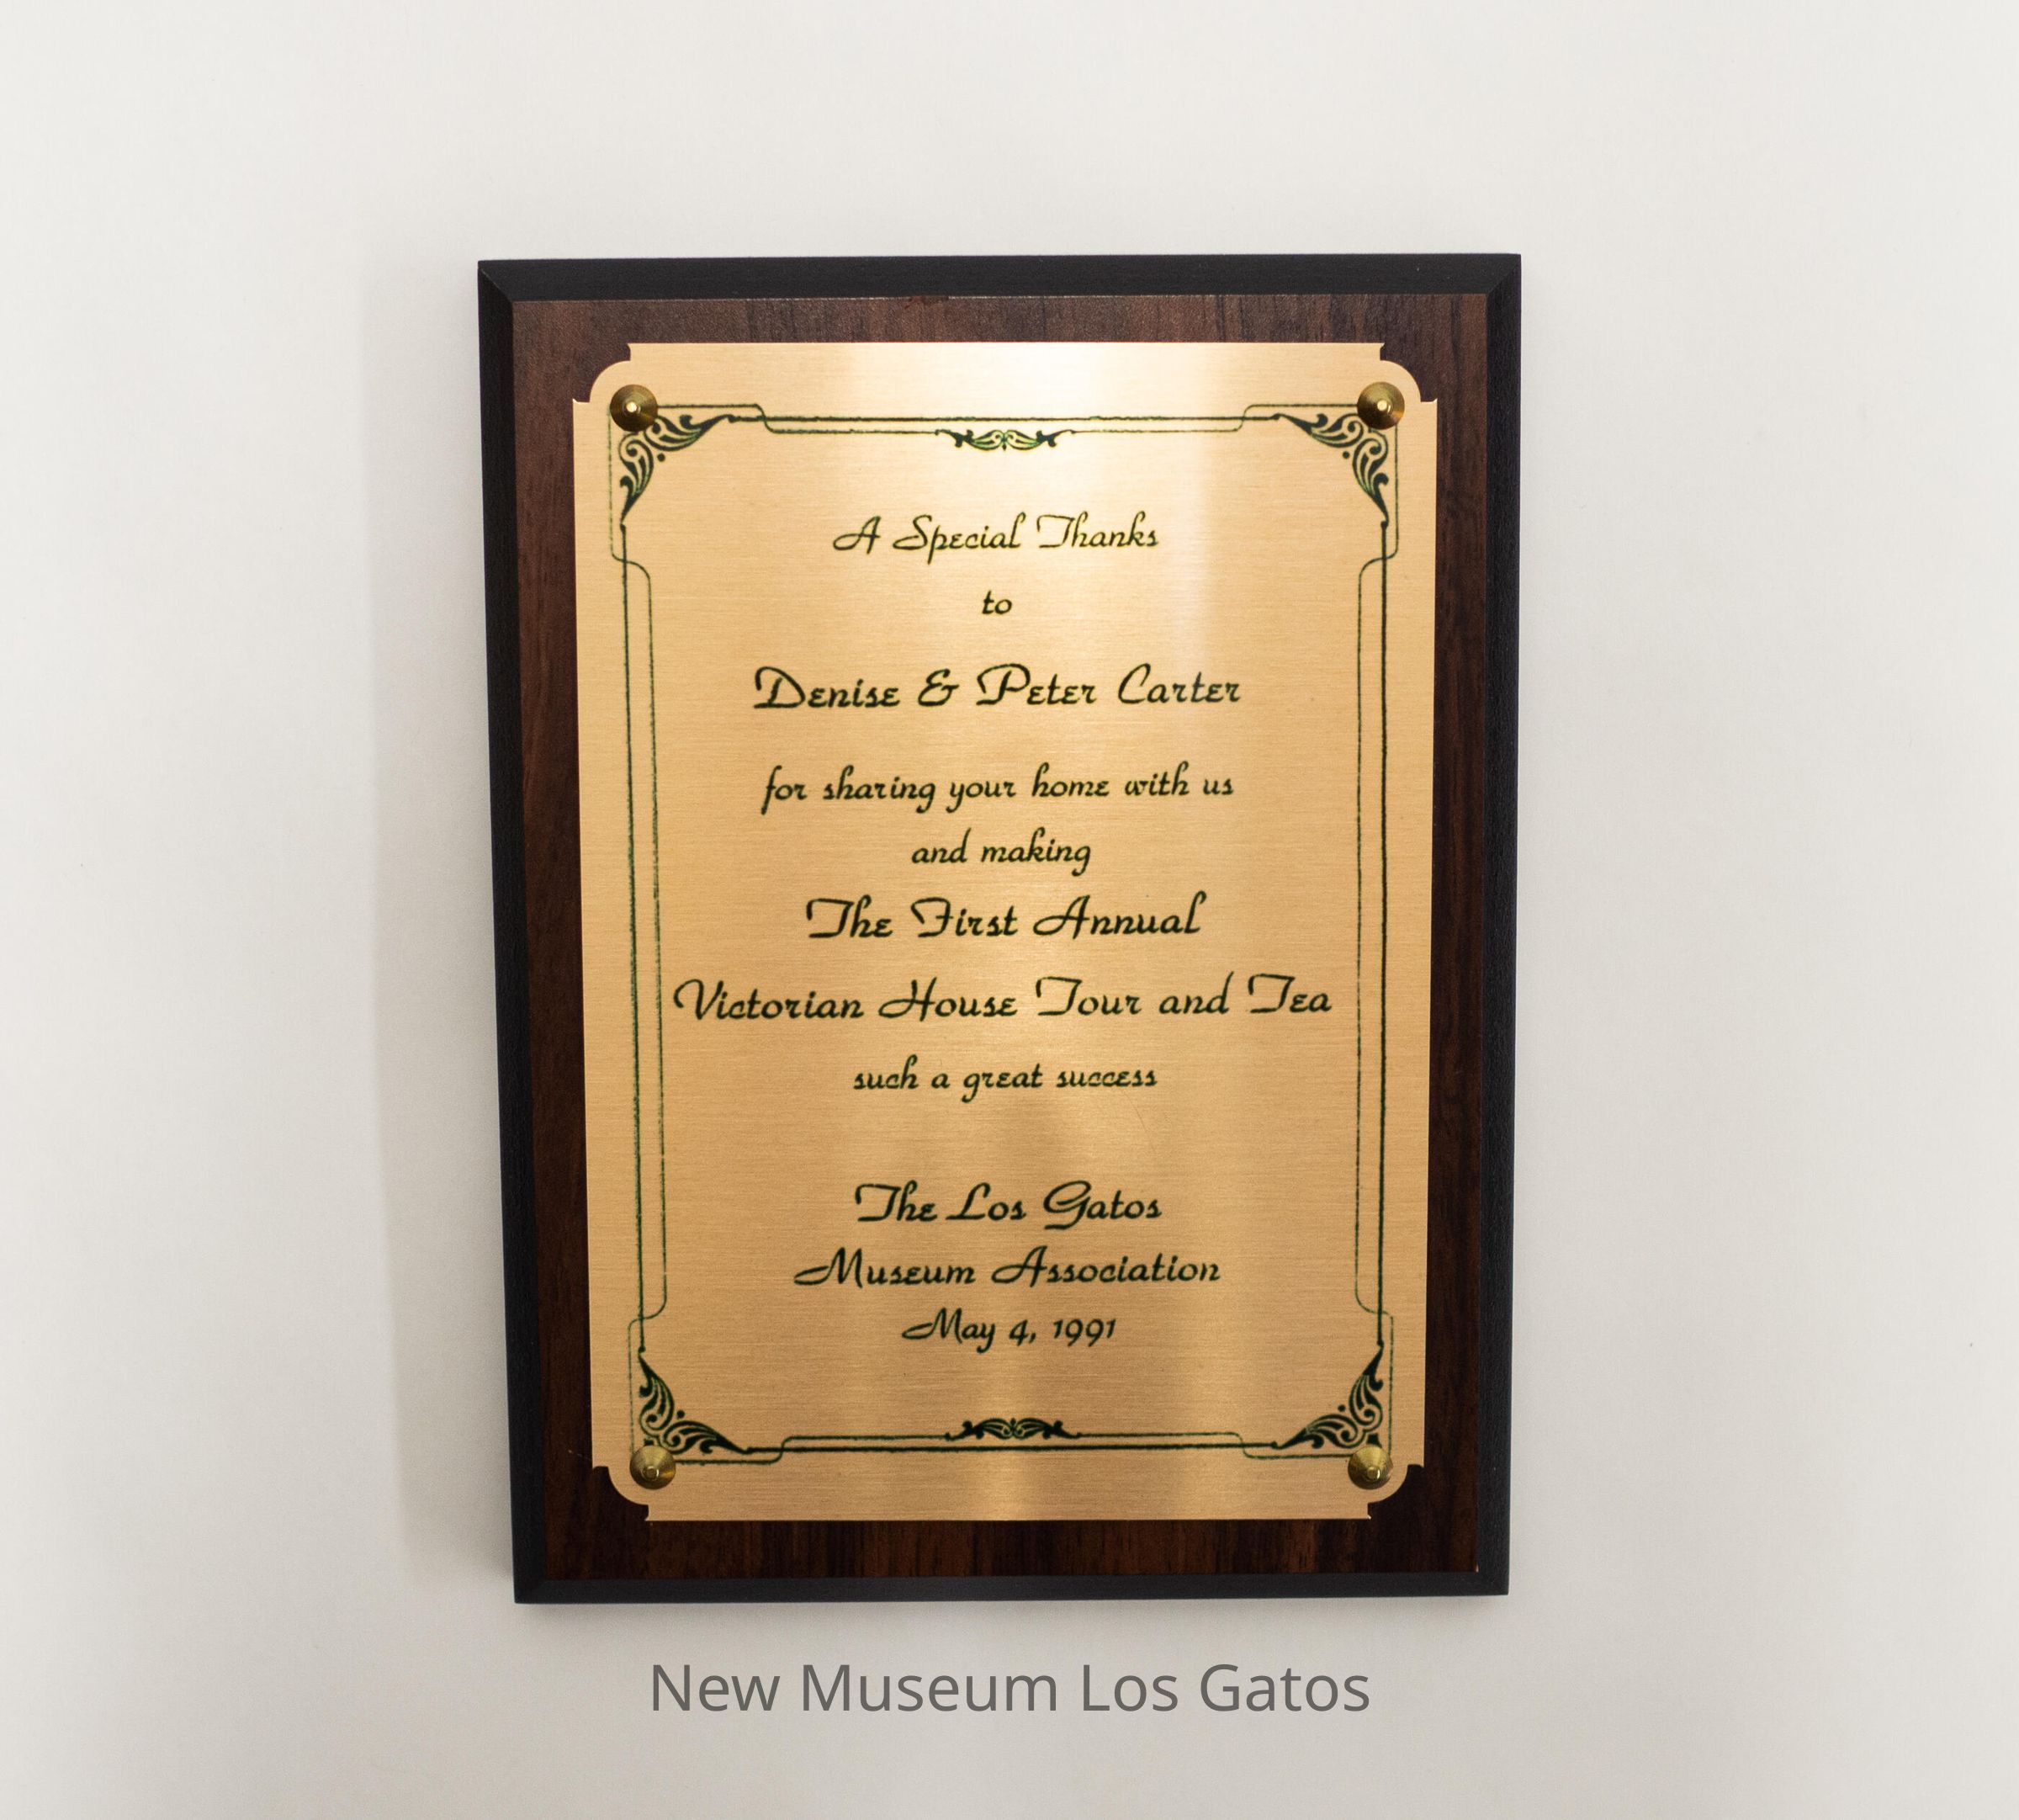 A Special Thanks
to
Denise & Peter Carter
for sharing your home with us
and making
The First Annual
Victorian House Tour and Tea
such a great success
The Los Gatos
Museum Association
May 4, 1991
New Museum Los Gatos